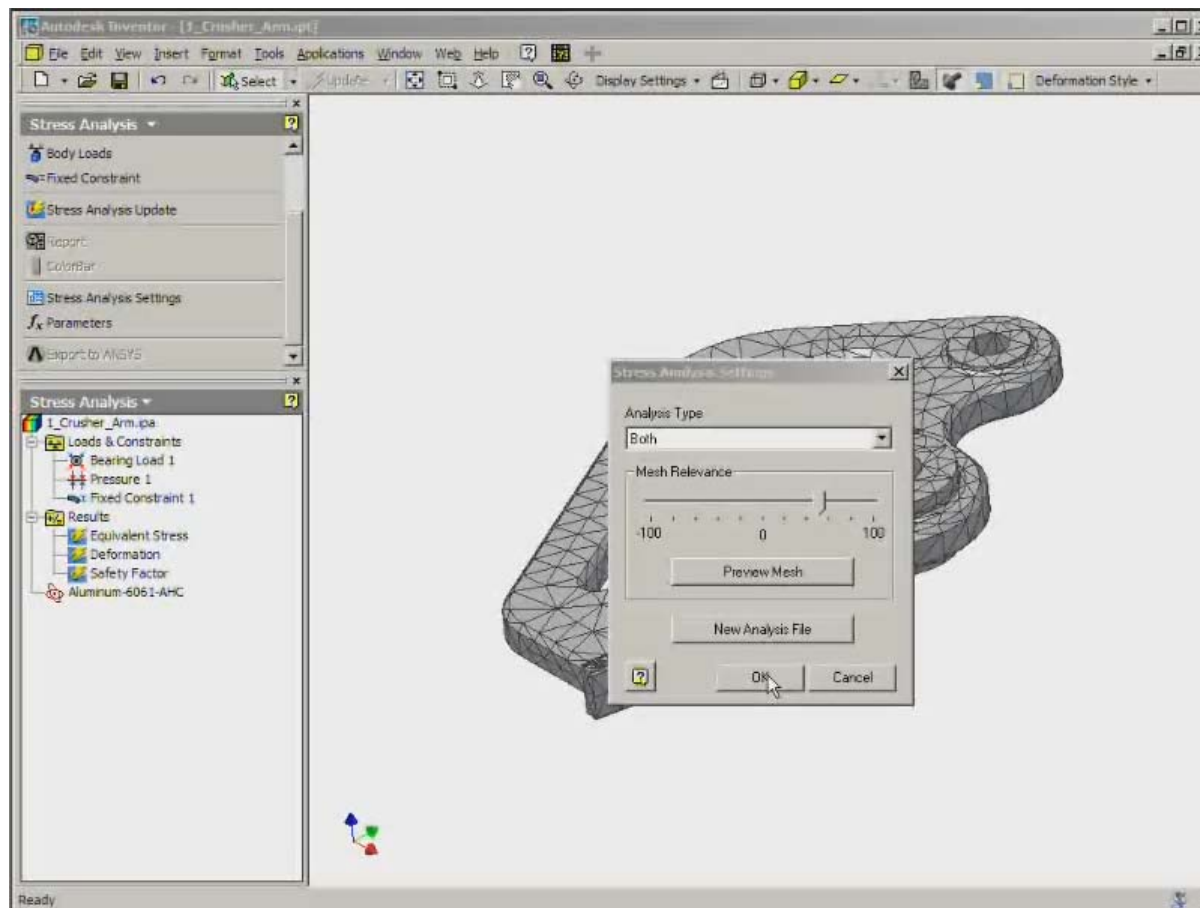 Autodesk Inventor - [1_Crusher_Arm.ipt]
File Edit View Insert Format Tools Applications Window Web Help
Select Update Display Settings Deformation Style
Stress Analysis
Body Loads
Fixed Constraint
Stress Analysis Update
Report
ColorBar
Stress Analysis Settings
fx Parameters
Export to ANSYS
Stress Analysis
1_Crusher_Arm.ipa
Loads & Constraints
Bearing Load 1
Pressure 1
Fixed Constraint 1
Results
Equivalent Stress
Deformation
Safety Factor
Aluminum-6061-AHC
Stress Analysis Settings
Analysis Type
Both
Mesh Relevance
-100 0 100
Preview Mesh
New Analysis File
OK Cancel
Ready